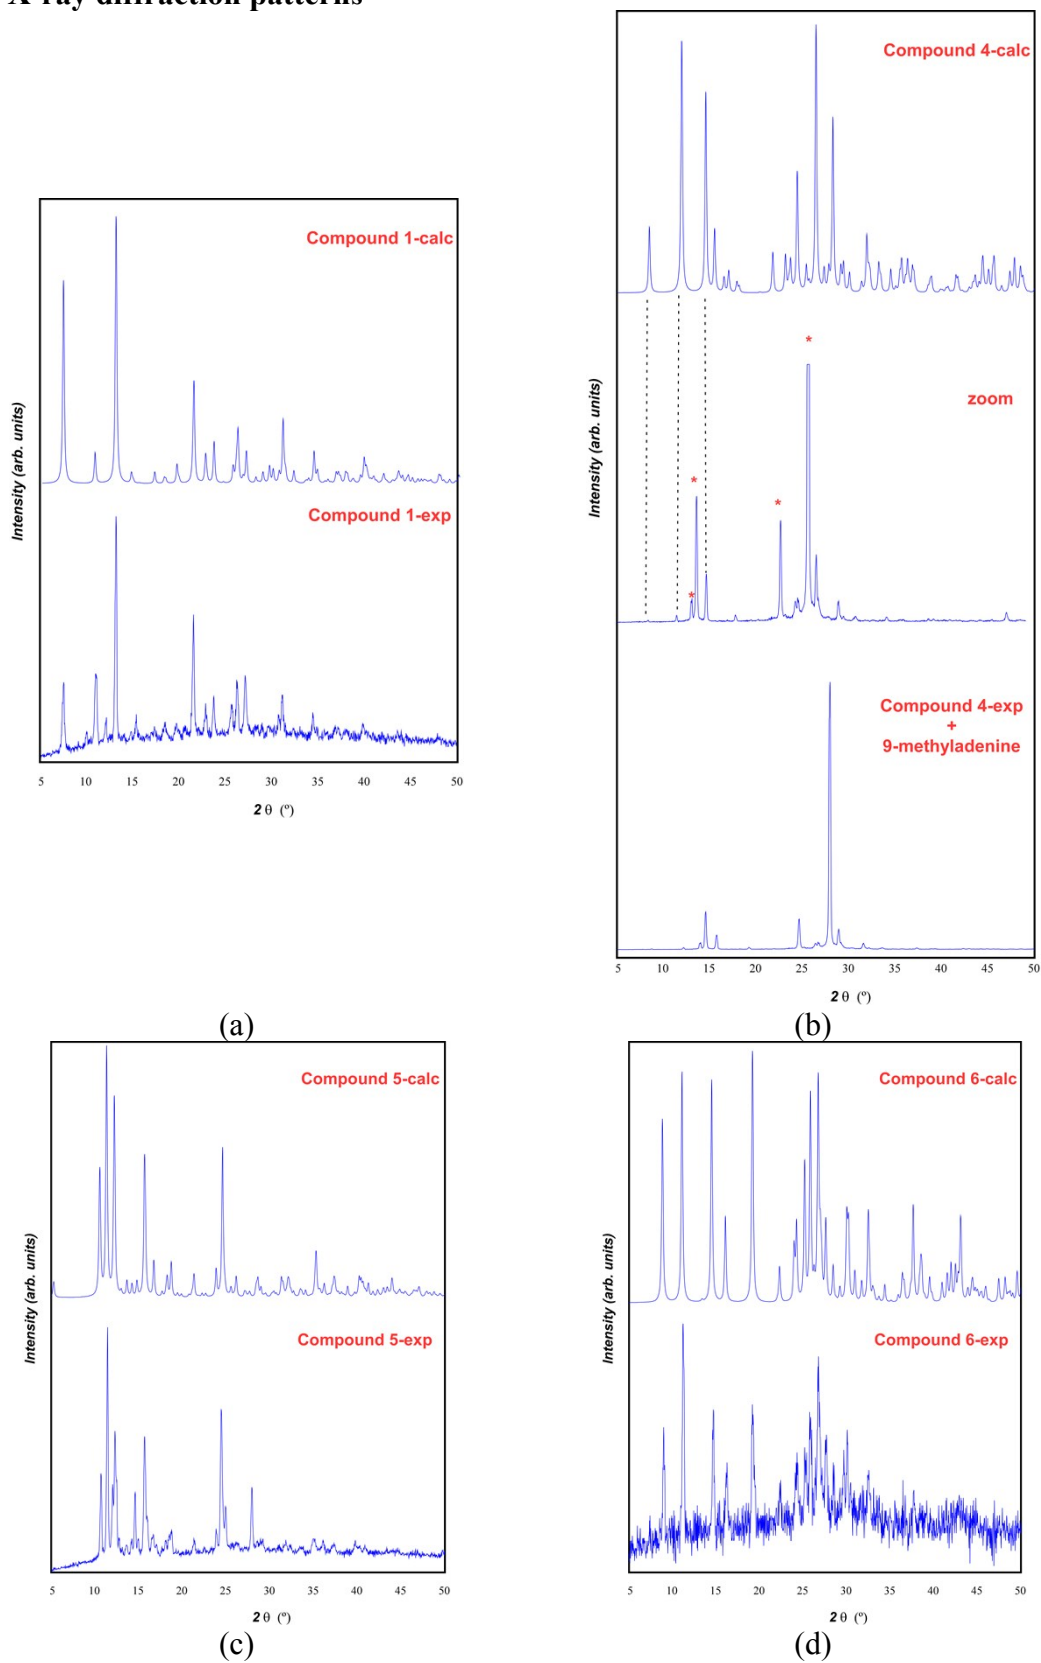 X-ray diffraction patterns
Intensity (arb. units)
Compound 1-calc
Compound 1-exp
5 10 15 20 25 30 35 40 45 50
2 θ (º)
(a)
Intensity (arb. units)
Compound 4-calc
*
zoom
*
*
*
Compound 4-exp
+
9-methyladenine
5 10 15 20 25 30 35 40 45 50
2 θ (º)
(b)
Intensity (arb. units)
Compound 5-calc
Compound 5-exp
5 10 15 20 25 30 35 40 45 50
2 θ (º)
(c)
Intensity (arb. units)
Compound 6-calc
Compound 6-exp
5 10 15 20 25 30 35 40 45 50
2 θ (º)
(d)